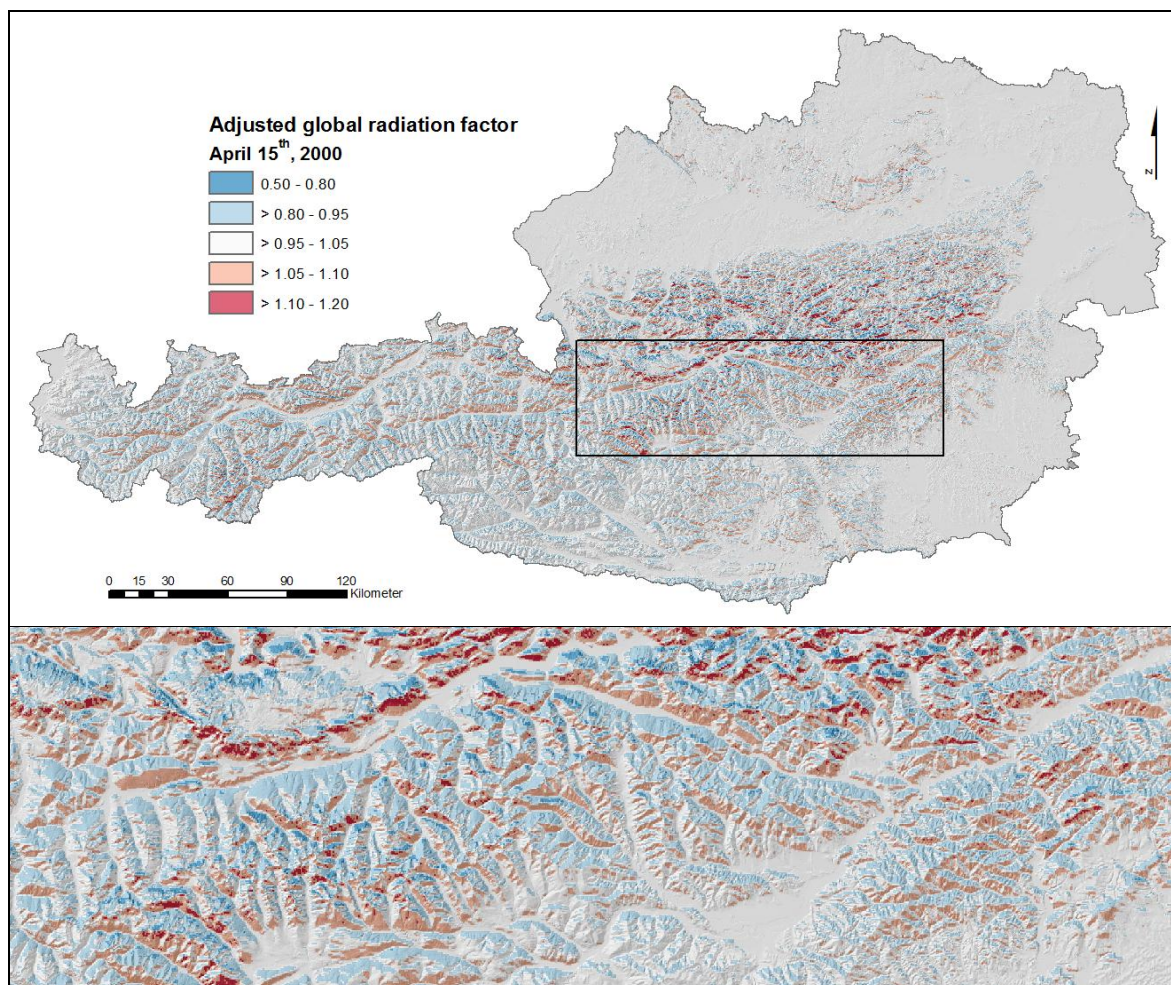 Adjusted global radiation factor
April 15th, 2000
0.50 - 0.80
> 0.80 - 0.95
> 0.95 - 1.05
> 1.05 - 1.10
> 1.10 - 1.20
N
0 15 30 60 90 120
Kilometer